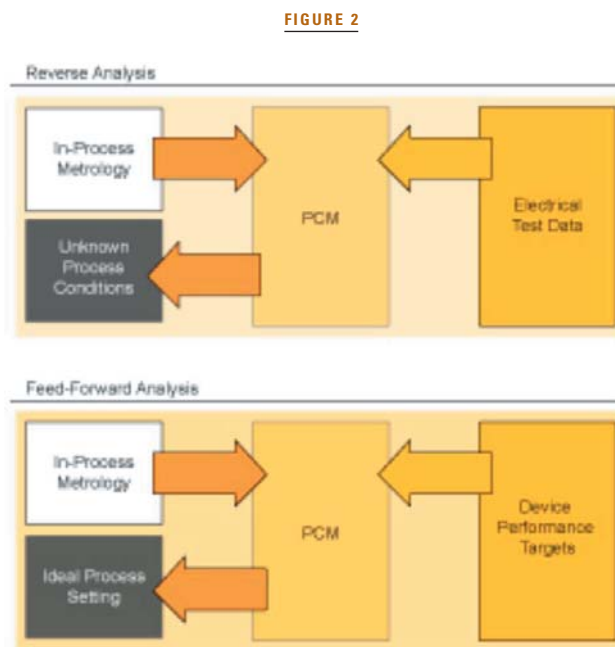 FIGURE 2
Reverse Analysis
In-Process
Metrology
PCM
Electrical
Test Data
Unknown
Process
Conditions
Feed-Forward Analysis
In-Process
Metrology
PCM
Device
Performance
Targets
Ideal Process
Setting